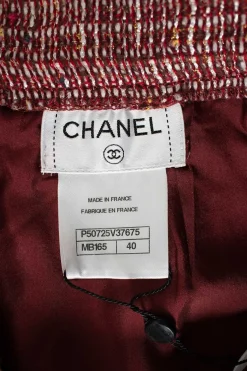 CHANEL
MADE IN FRANCE
FABRIQUE EN FRANCE
P50725V37675
MB165 40